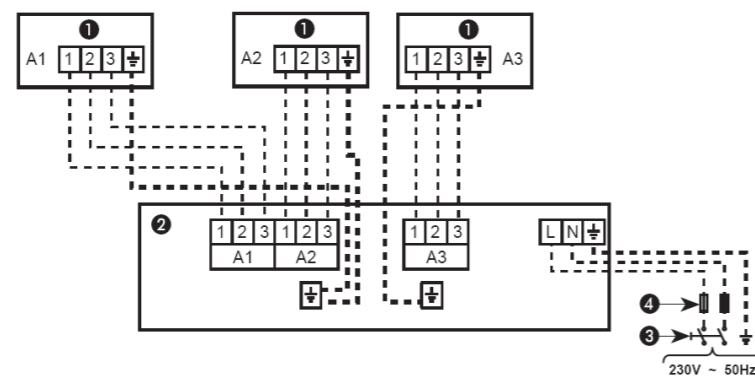 ❶ ❶ ❶
A1 1 2 3 A2 1 2 3 1 2 3 A3
❷
1 2 3 1 2 3 1 2 3 L N
A1 A2 A3
❹
❸
230V ~ 50Hz